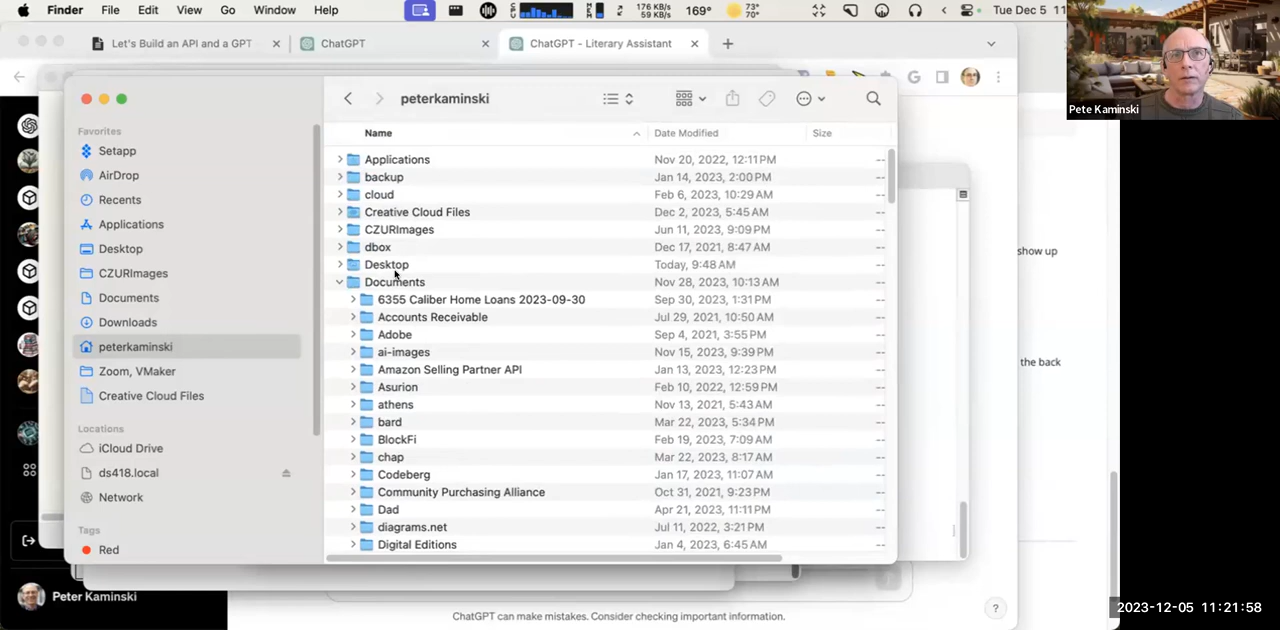 Finder File Edit View Go Window Help 176 KB/s 59 KB/s 169° 73° 70° Tue Dec 5 11
Let's Build an API and a GPT
ChatGPT
ChatGPT - Literary Assistant
Pete Kaminski
peterkaminski
Favorites
Setapp
AirDrop
Recents
Applications
Desktop
CZURImages
Documents
Downloads
peterkaminski
Zoom, VMaker
Creative Cloud Files
Locations
iCloud Drive
ds418.local
Network
Tags
Red
Name Date Modified Size
Applications Nov 20, 2022, 12:11 PM --
backup Jan 14, 2023, 2:00 PM --
cloud Feb 6, 2023, 10:29 AM --
Creative Cloud Files Dec 2, 2023, 5:45 AM --
CZURImages Jun 11, 2023, 9:09 PM --
dbox Dec 17, 2021, 8:47 AM --
Desktop Today, 9:48 AM --
Documents Nov 28, 2023, 10:13 AM --
6355 Caliber Home Loans 2023-09-30 Sep 30, 2023, 1:31 PM --
Accounts Receivable Jul 29, 2021, 10:50 AM --
Adobe Sep 4, 2021, 3:55 PM --
ai-images Nov 15, 2023, 9:39 PM --
Amazon Selling Partner API Jan 13, 2023, 12:23 PM --
Asurion Feb 10, 2022, 12:59 PM --
athens Nov 13, 2021, 5:43 AM --
bard Mar 22, 2023, 5:34 PM --
BlockFi Feb 19, 2023, 7:09 AM --
chap Mar 22, 2023, 8:17 AM --
Codeberg Jan 17, 2023, 11:07 AM --
Community Purchasing Alliance Oct 31, 2021, 9:23 PM --
Dad Apr 21, 2023, 11:11 PM --
diagrams.net Jul 11, 2022, 3:21 PM --
Digital Editions Jan 4, 2023, 6:45 AM --
show up
the back
Peter Kaminski
ChatGPT can make mistakes. Consider checking important information.
?
2023-12-05 11:21:58